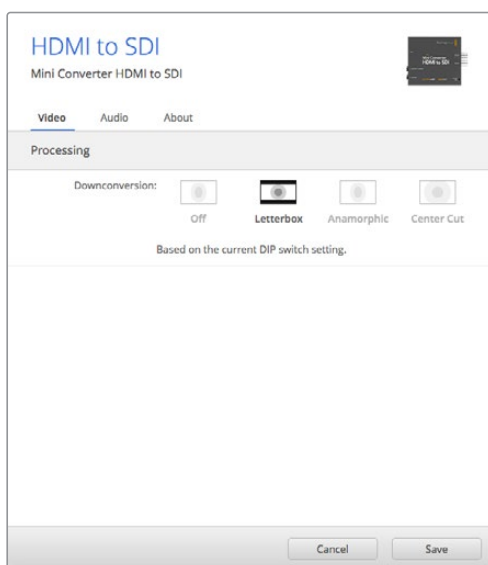 HDMI to SDI
Mini Converter HDMI to SDI
Video Audio About
Processing
Downconversion:
Off Letterbox Anamorphic Center Cut
Based on the current DIP switch setting.
Cancel Save